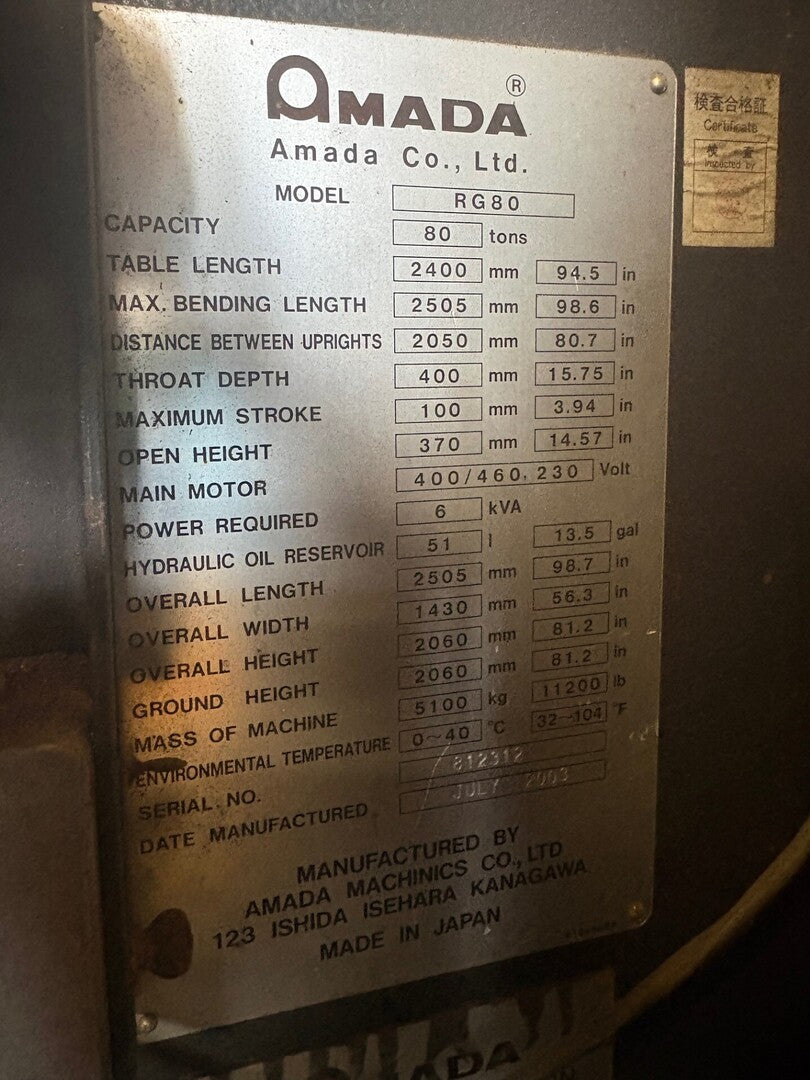 AMADA ®
Amada Co., Ltd.
MODEL RG80
CAPACITY 80 tons
TABLE LENGTH 2400 mm 94.5 in
MAX. BENDING LENGTH 2505 mm 98.6 in
DISTANCE BETWEEN UPRIGHTS 2050 mm 80.7 in
THROAT DEPTH 400 mm 15.75 in
MAXIMUM STROKE 100 mm 3.94 in
OPEN HEIGHT 370 mm 14.57 in
MAIN MOTOR 400/460, 230 Volt
POWER REQUIRED 6 kVA
HYDRAULIC OIL RESERVOIR 51 l 13.5 gal
OVERALL LENGTH 2505 mm 98.7 in
OVERALL WIDTH 1430 mm 56.3 in
OVERALL HEIGHT 2060 mm 81.2 in
GROUND HEIGHT 2060 mm 81.2 in
MASS OF MACHINE 5100 kg 11200 lb
ENVIRONMENTAL TEMPERATURE 0~40 °C 32~104 °F
SERIAL. NO. 812312
DATE MANUFACTURED JULY 2003
MANUFACTURED BY
AMADA MACHINICS CO., LTD
123 ISHIDA ISEHARA KANAGAWA
MADE IN JAPAN
検査合格証
Certificate
検査
Inspected by
AMADA